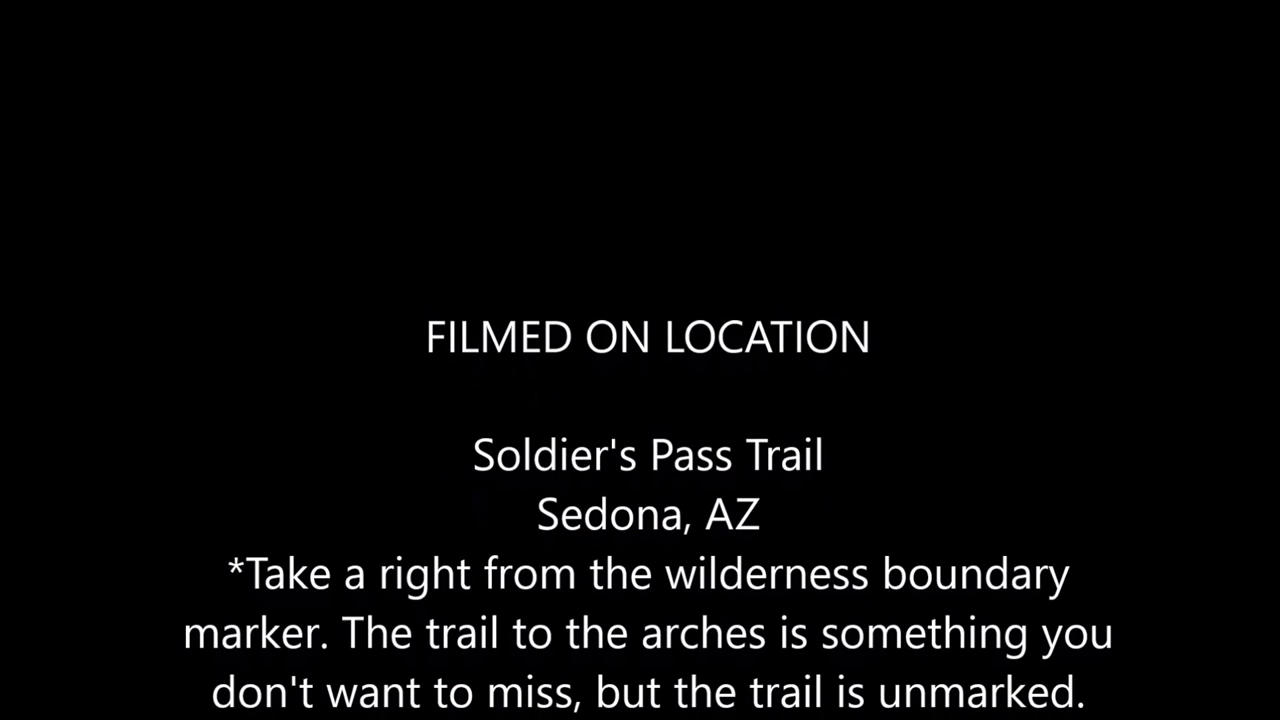 FILMED ON LOCATION
Soldier's Pass Trail
Sedona, AZ
*Take a right from the wilderness boundary
marker. The trail to the arches is something you
don't want to miss, but the trail is unmarked.